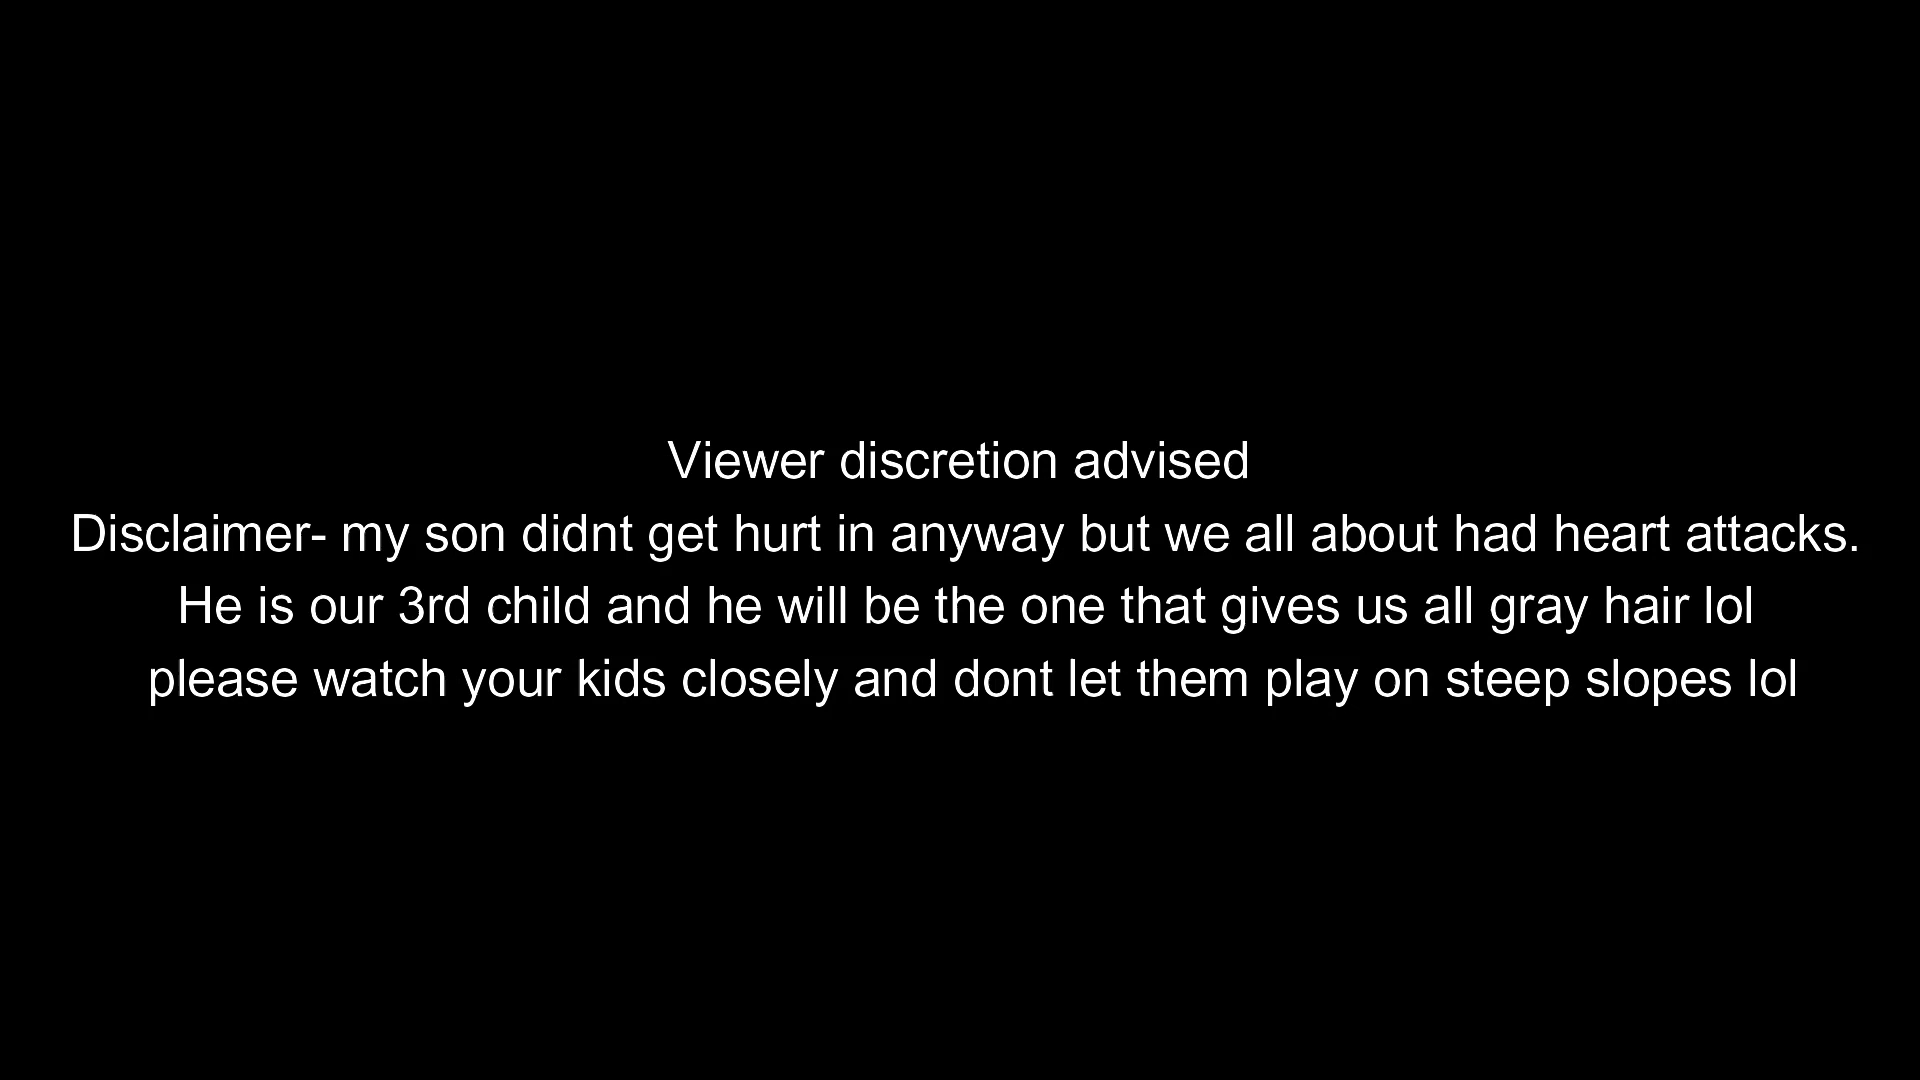 Viewer discretion advised
Disclaimer- my son didnt get hurt in anyway but we all about had heart attacks.
He is our 3rd child and he will be the one that gives us all gray hair lol
please watch your kids closely and dont let them play on steep slopes lol